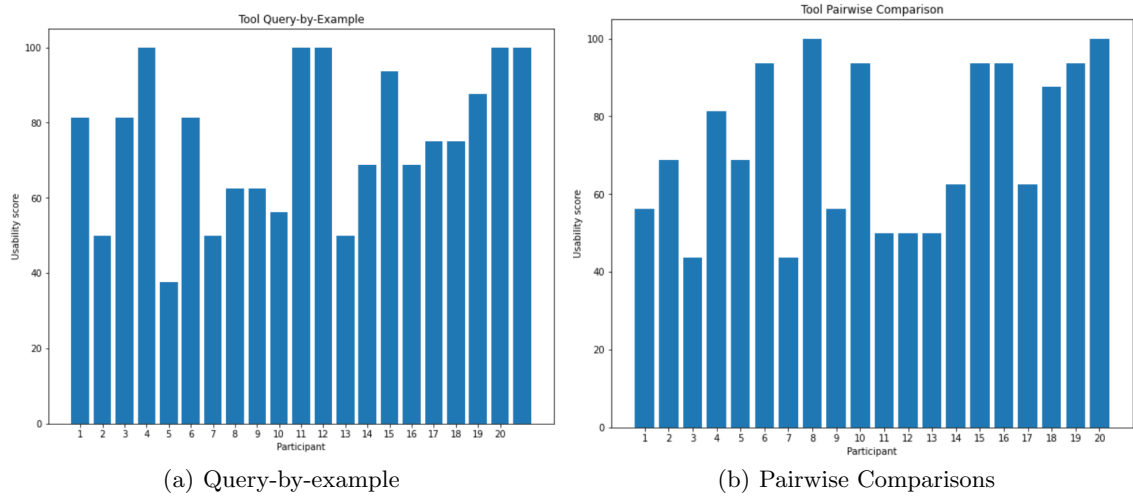 Tool Query-by-Example
100
80
60
40
20
0
Usability score
1 2 3 4 5 6 7 8 9 10 11 12 13 14 15 16 17 18 19 20
Participant
(a) Query-by-example
Tool Pairwise Comparison
100
80
60
40
20
0
Usability score
1 2 3 4 5 6 7 8 9 10 11 12 13 14 15 16 17 18 19 20
Participant
(b) Pairwise Comparisons